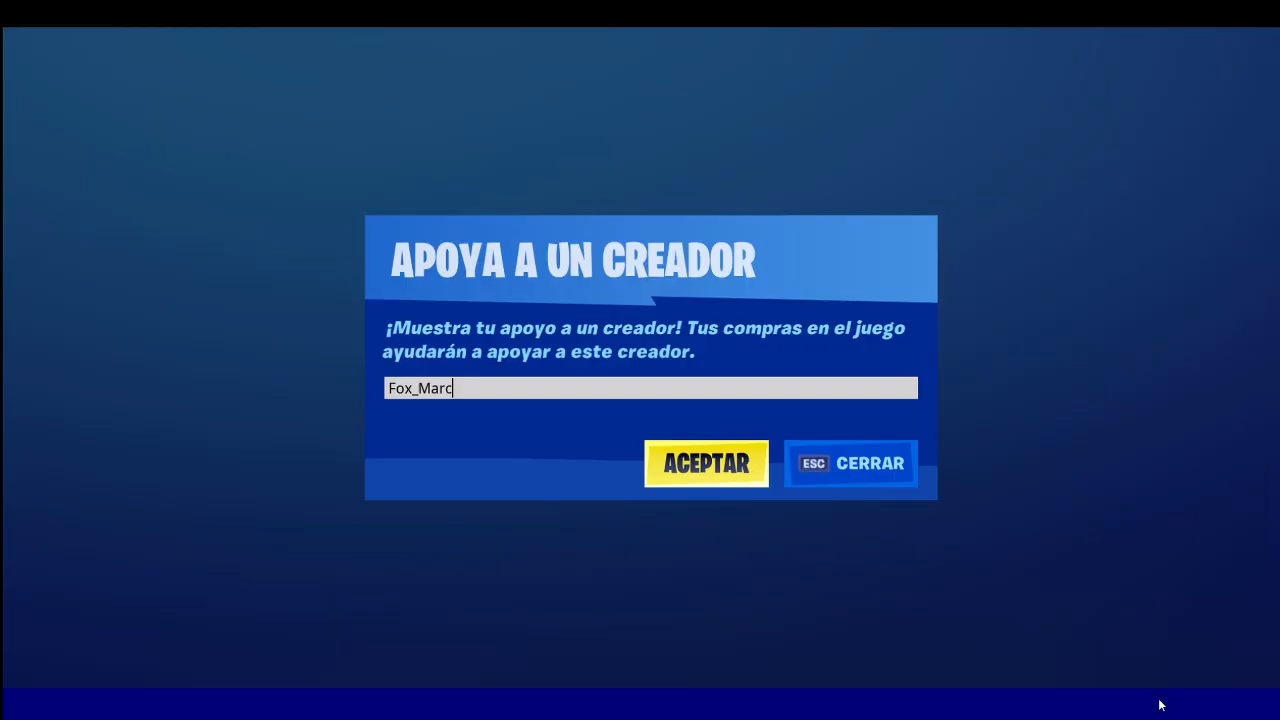 APOYA A UN CREADOR
¡Muestra tu apoyo a un creador! Tus compras en el juego
ayudarán a apoyar a este creador.
Fox_Marc
ACEPTAR
ESC CERRAR